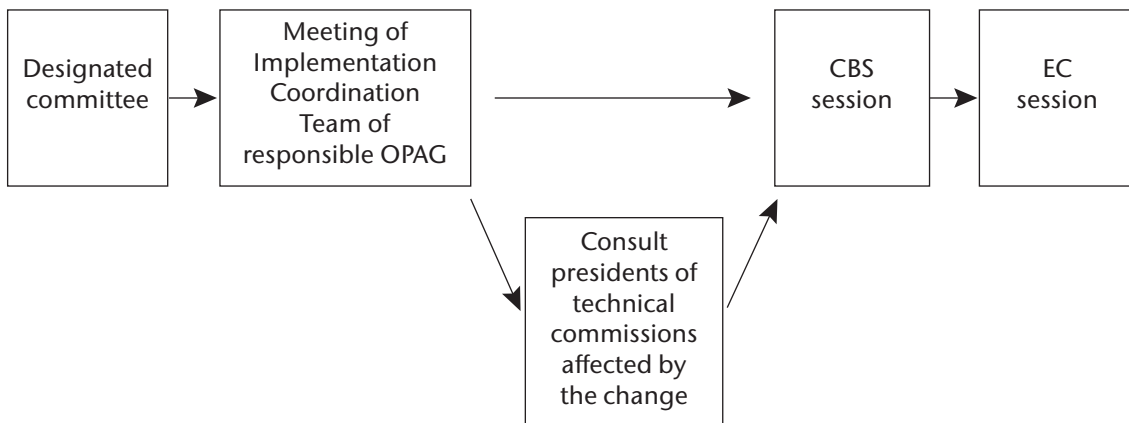 Designated
committee
Meeting of
Implementation
Coordination
Team of
responsible OPAG
CBS
session
EC
session
Consult
presidents of
technical
commissions
affected by
the change